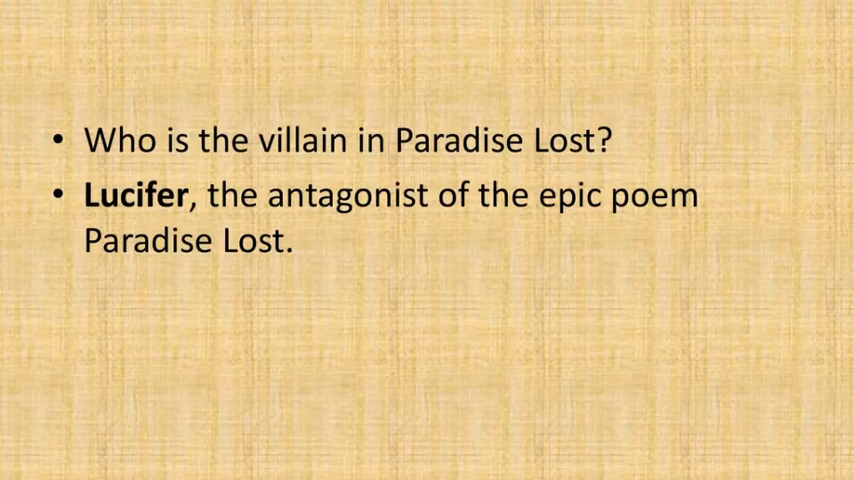 • Who is the villain in Paradise Lost?
• Lucifer, the antagonist of the epic poem
Paradise Lost.